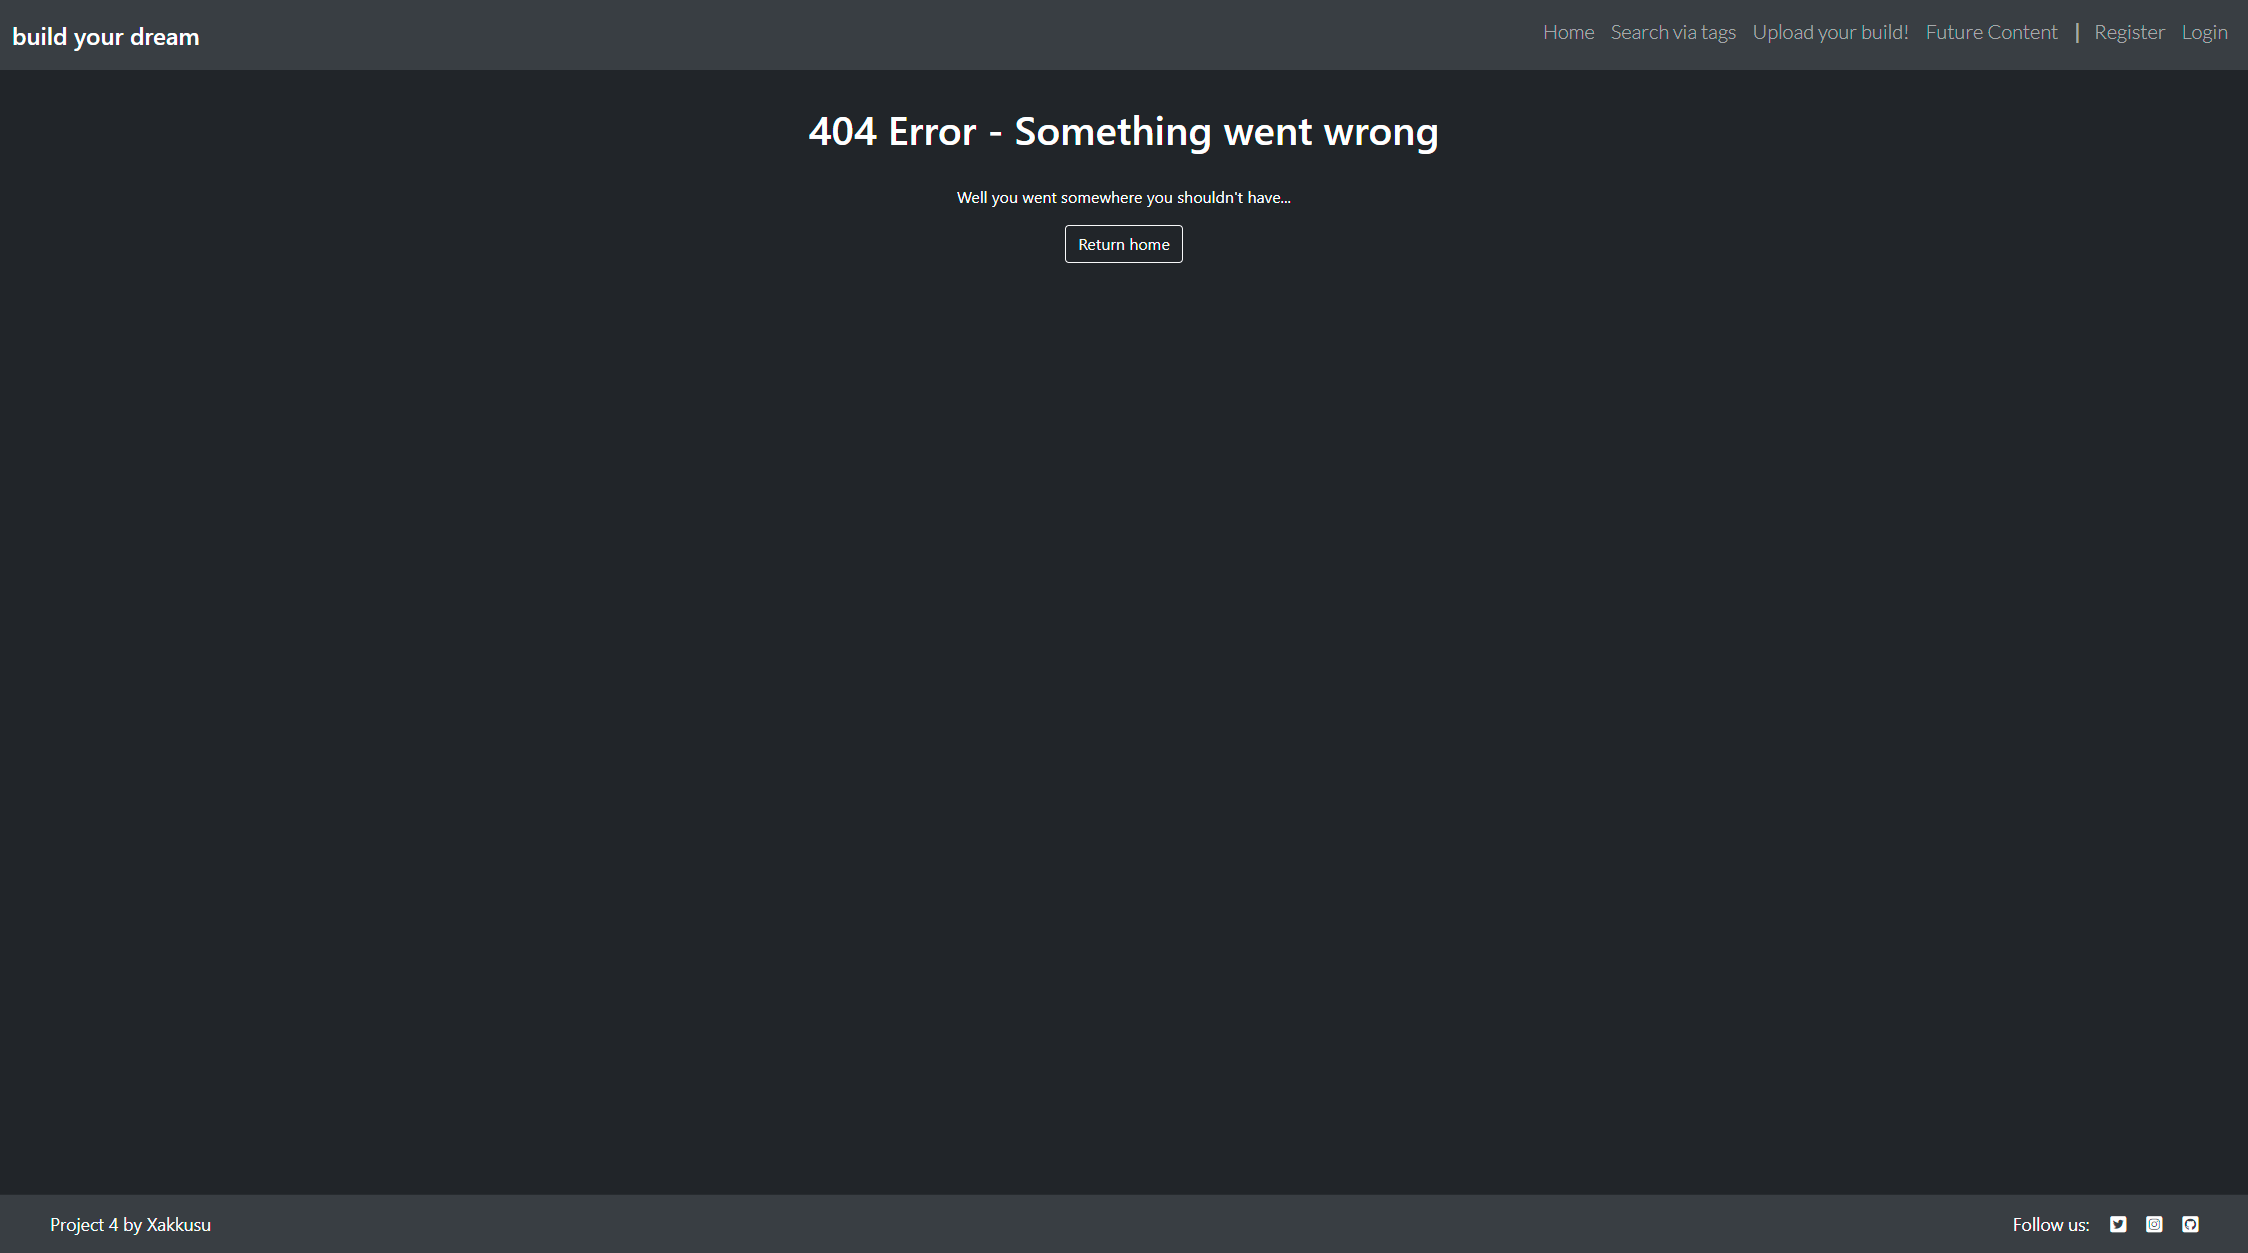 build your dream
Home Search via tags Upload your build! Future Content | Register Login
404 Error - Something went wrong
Well you went somewhere you shouldn't have...
Return home
Project 4 by Xakkusu
Follow us: